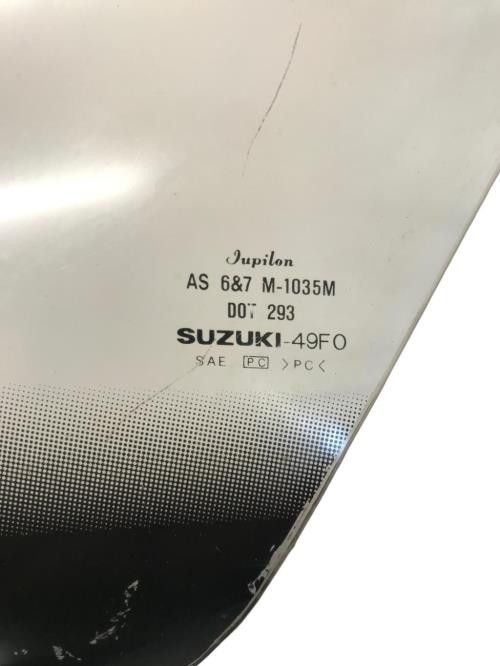 Iupilon
AS 6&7 M-1035M
DOT 293
SUZUKI-49F0
SAE PC >PC<